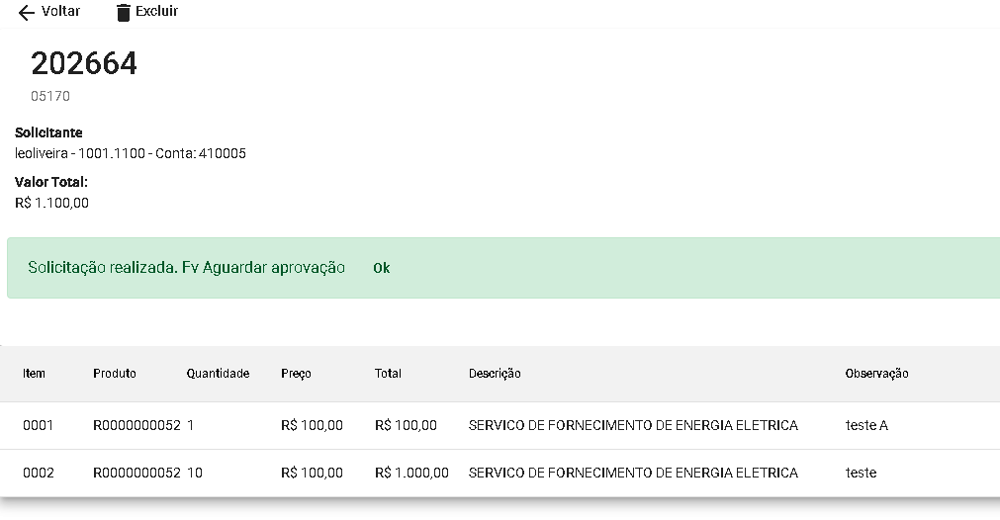 Voltar Excluir
202664
05170
Solicitante
leoliveira - 1001.1100 - Conta: 410005
Valor Total:
R$ 1.100,00
Solicitação realizada. Fv Aguardar aprovação Ok
Item Produto Quantidade Preço Total Descrição Observação
0001 R0000000052 1 R$ 100,00 R$ 100,00 SERVICO DE FORNECIMENTO DE ENERGIA ELETRICA teste A
0002 R0000000052 10 R$ 100,00 R$ 1.000,00 SERVICO DE FORNECIMENTO DE ENERGIA ELETRICA teste